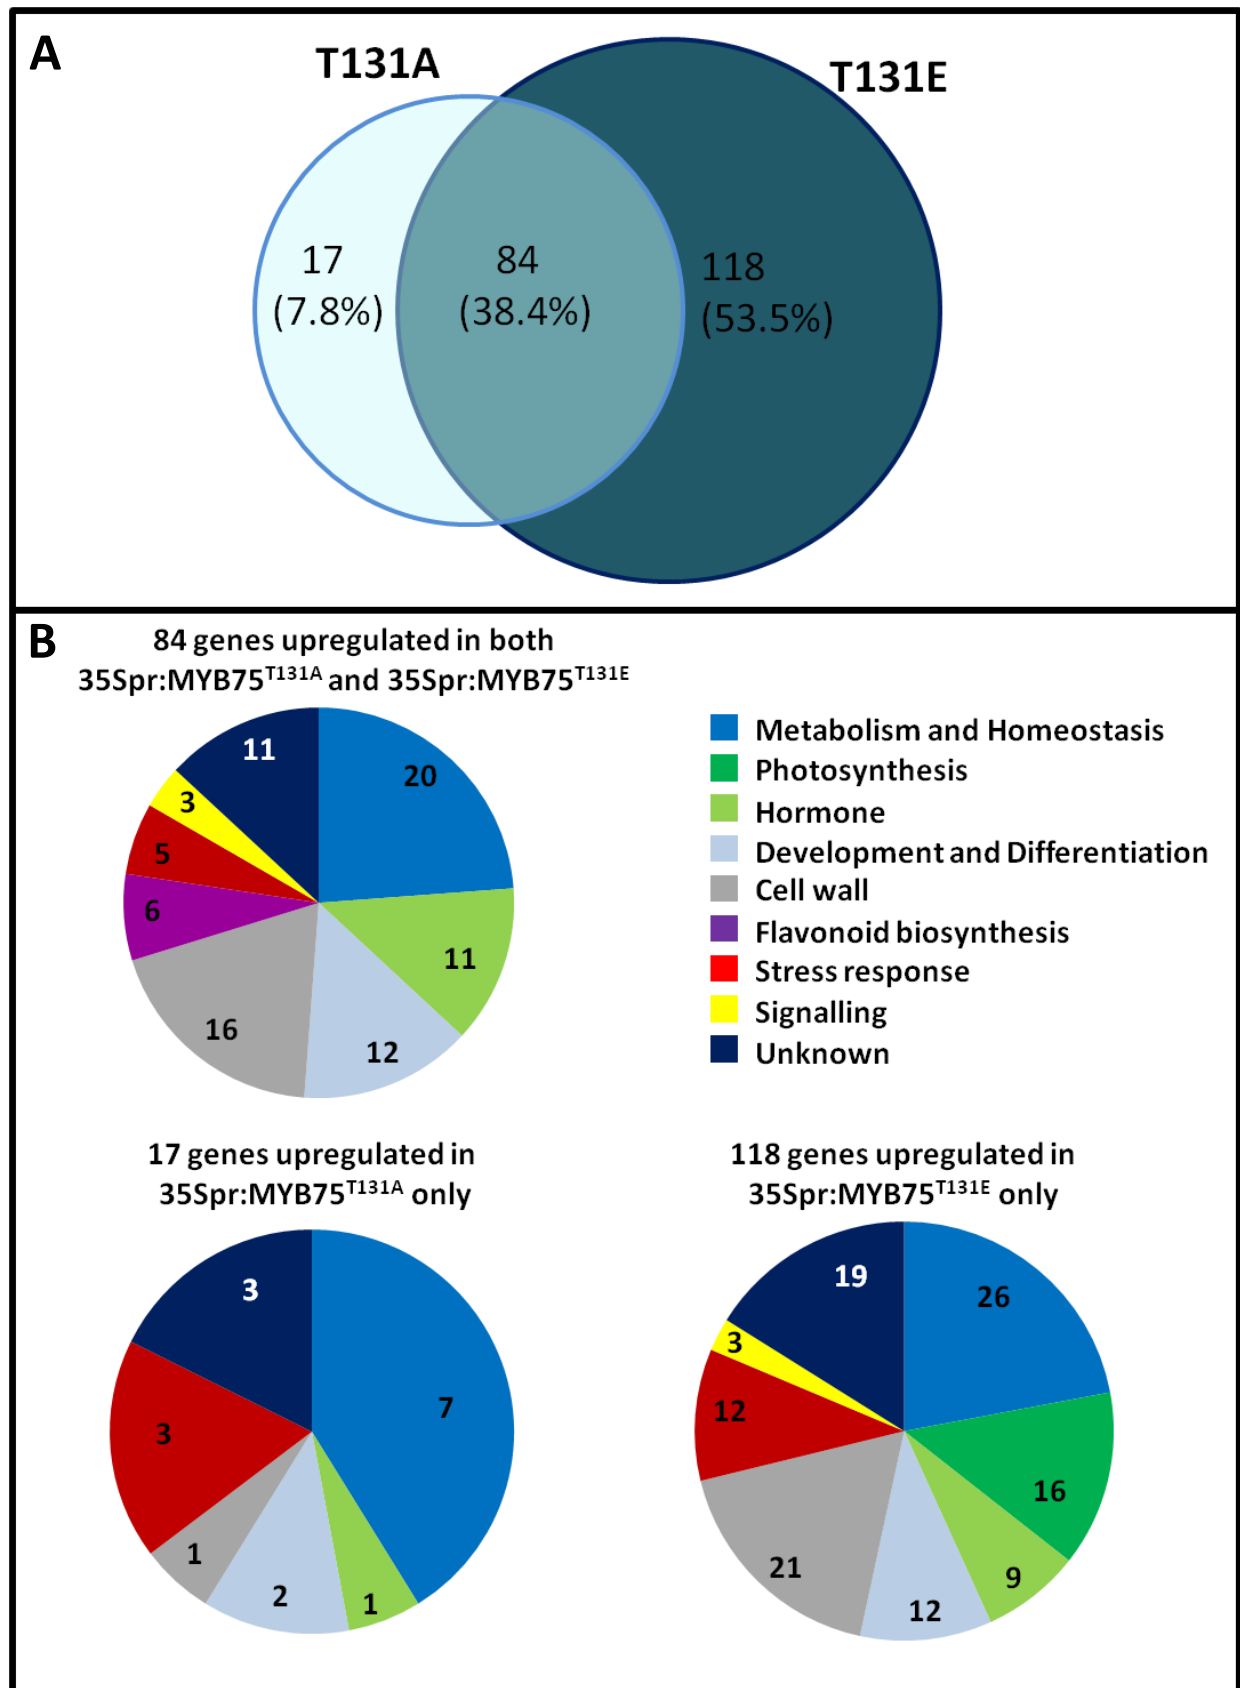 A
T131A
T131E
17
(7.8%)
84
(38.4%)
118
(53.5%)
B
84 genes upregulated in both
35Spr:MYB75T131A and 35Spr:MYB75T131E
11
20
3
5
6
11
16
12
Metabolism and Homeostasis
Photosynthesis
Hormone
Development and Differentiation
Cell wall
Flavonoid biosynthesis
Stress response
Signalling
Unknown
17 genes upregulated in
35Spr:MYB75T131A only
3
7
3
1
2
1
118 genes upregulated in
35Spr:MYB75T131E only
19
26
3
12
16
21
9
12